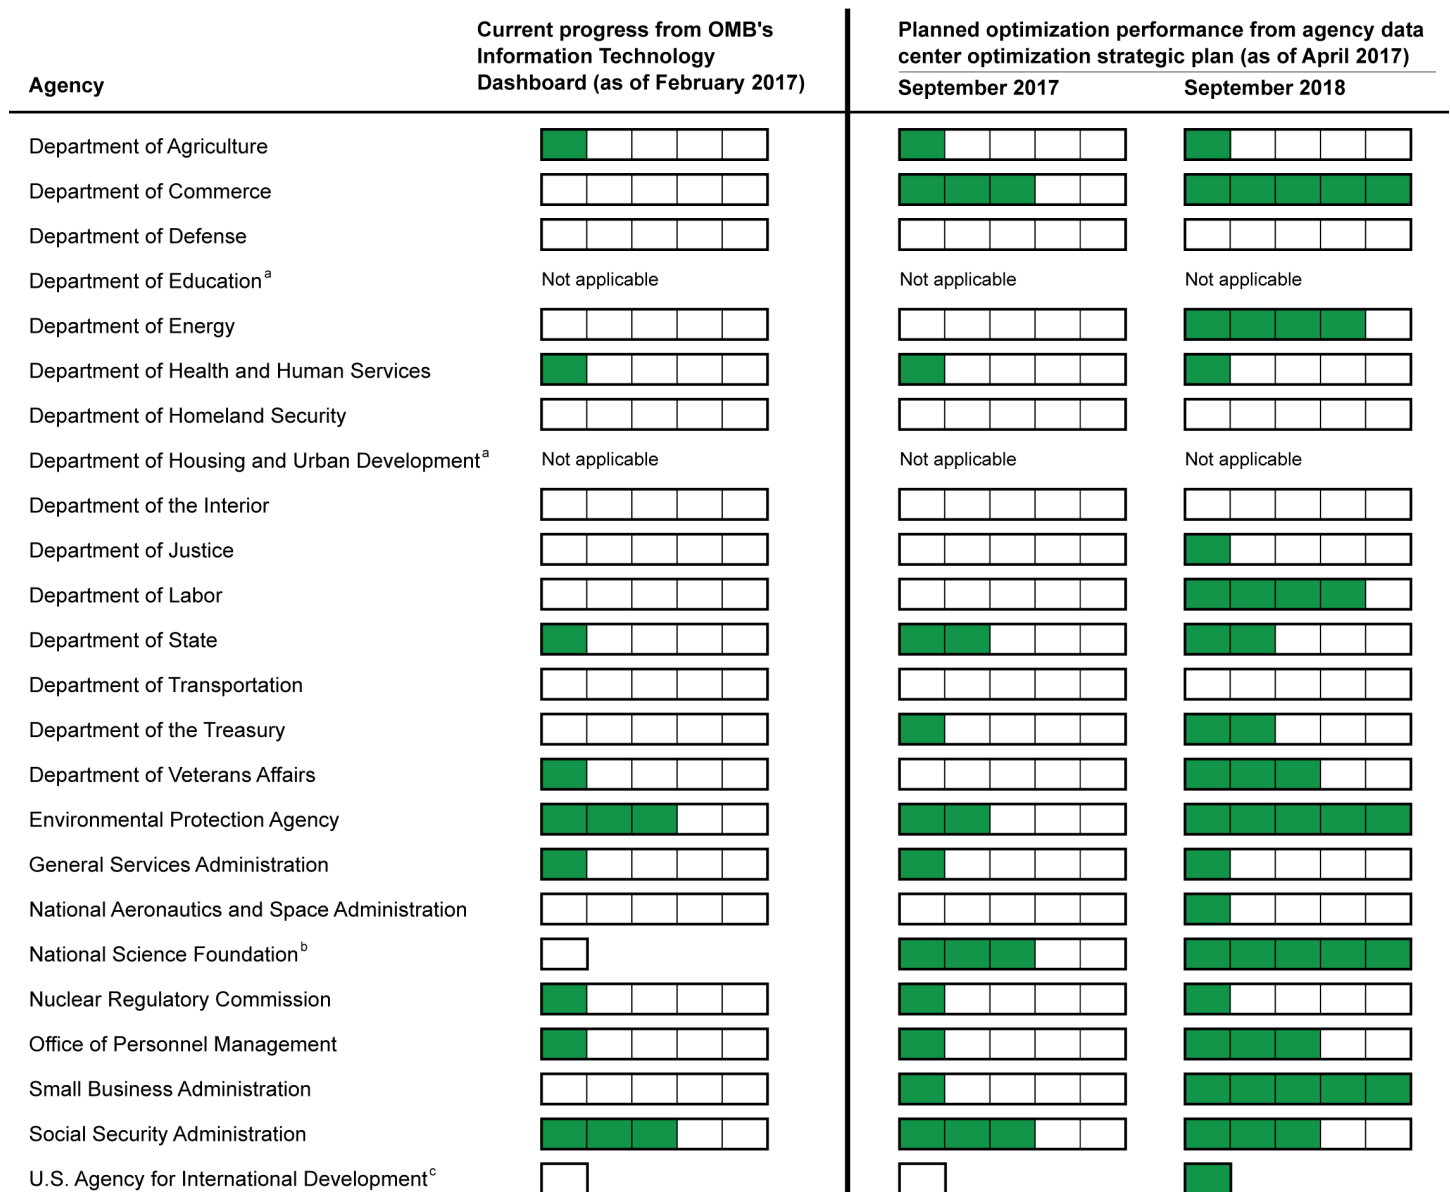 Current progress from OMB's
Information Technology
Dashboard (as of February 2017)
Planned optimization performance from agency data
center optimization strategic plan (as of April 2017)
Agency
September 2017
September 2018
Department of Agriculture
Department of Commerce
Department of Defense
Department of Education a
Not applicable
Not applicable
Not applicable
Department of Energy
Department of Health and Human Services
Department of Homeland Security
Department of Housing and Urban Development a
Not applicable
Not applicable
Not applicable
Department of the Interior
Department of Justice
Department of Labor
Department of State
Department of Transportation
Department of the Treasury
Department of Veterans Affairs
Environmental Protection Agency
General Services Administration
National Aeronautics and Space Administration
National Science Foundation b
Nuclear Regulatory Commission
Office of Personnel Management
Small Business Administration
Social Security Administration
U.S. Agency for International Development c